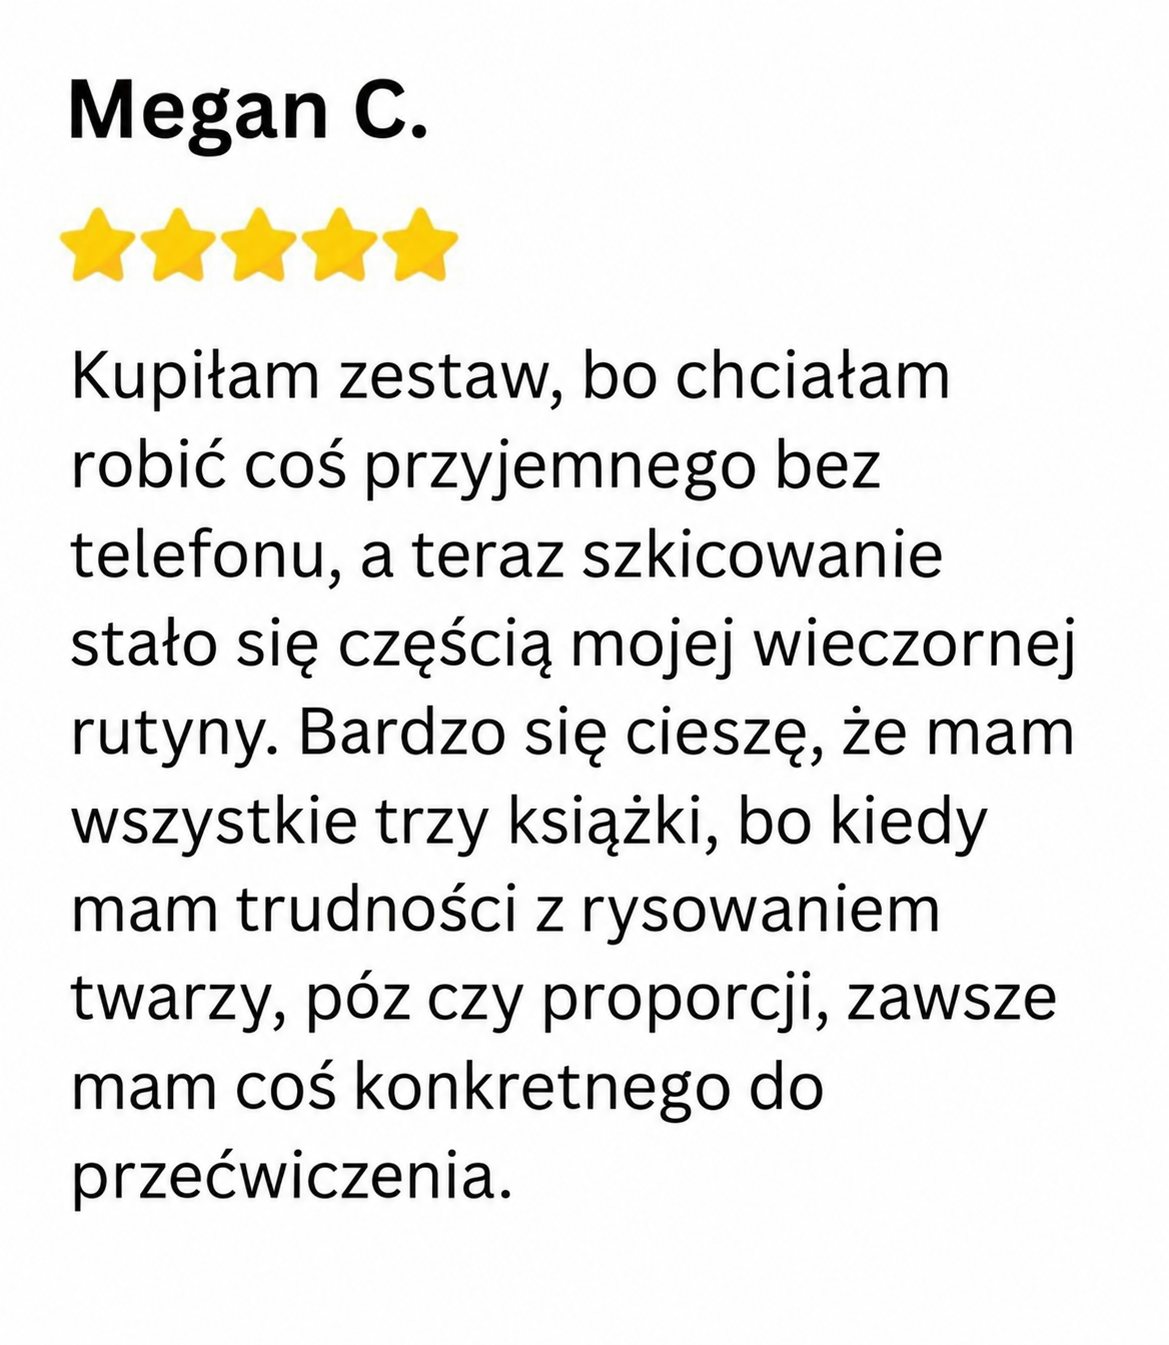 Megan C.
Kupiłam zestaw, bo chciałam
robić coś przyjemnego bez
telefonu, a teraz szkicowanie
stało się częścią mojej wieczornej
rutyny. Bardzo się cieszę, że mam
wszystkie trzy książki, bo kiedy
mam trudności z rysowaniem
twarzy, póz czy proporcji, zawsze
mam coś konkretnego do
przećwiczenia.